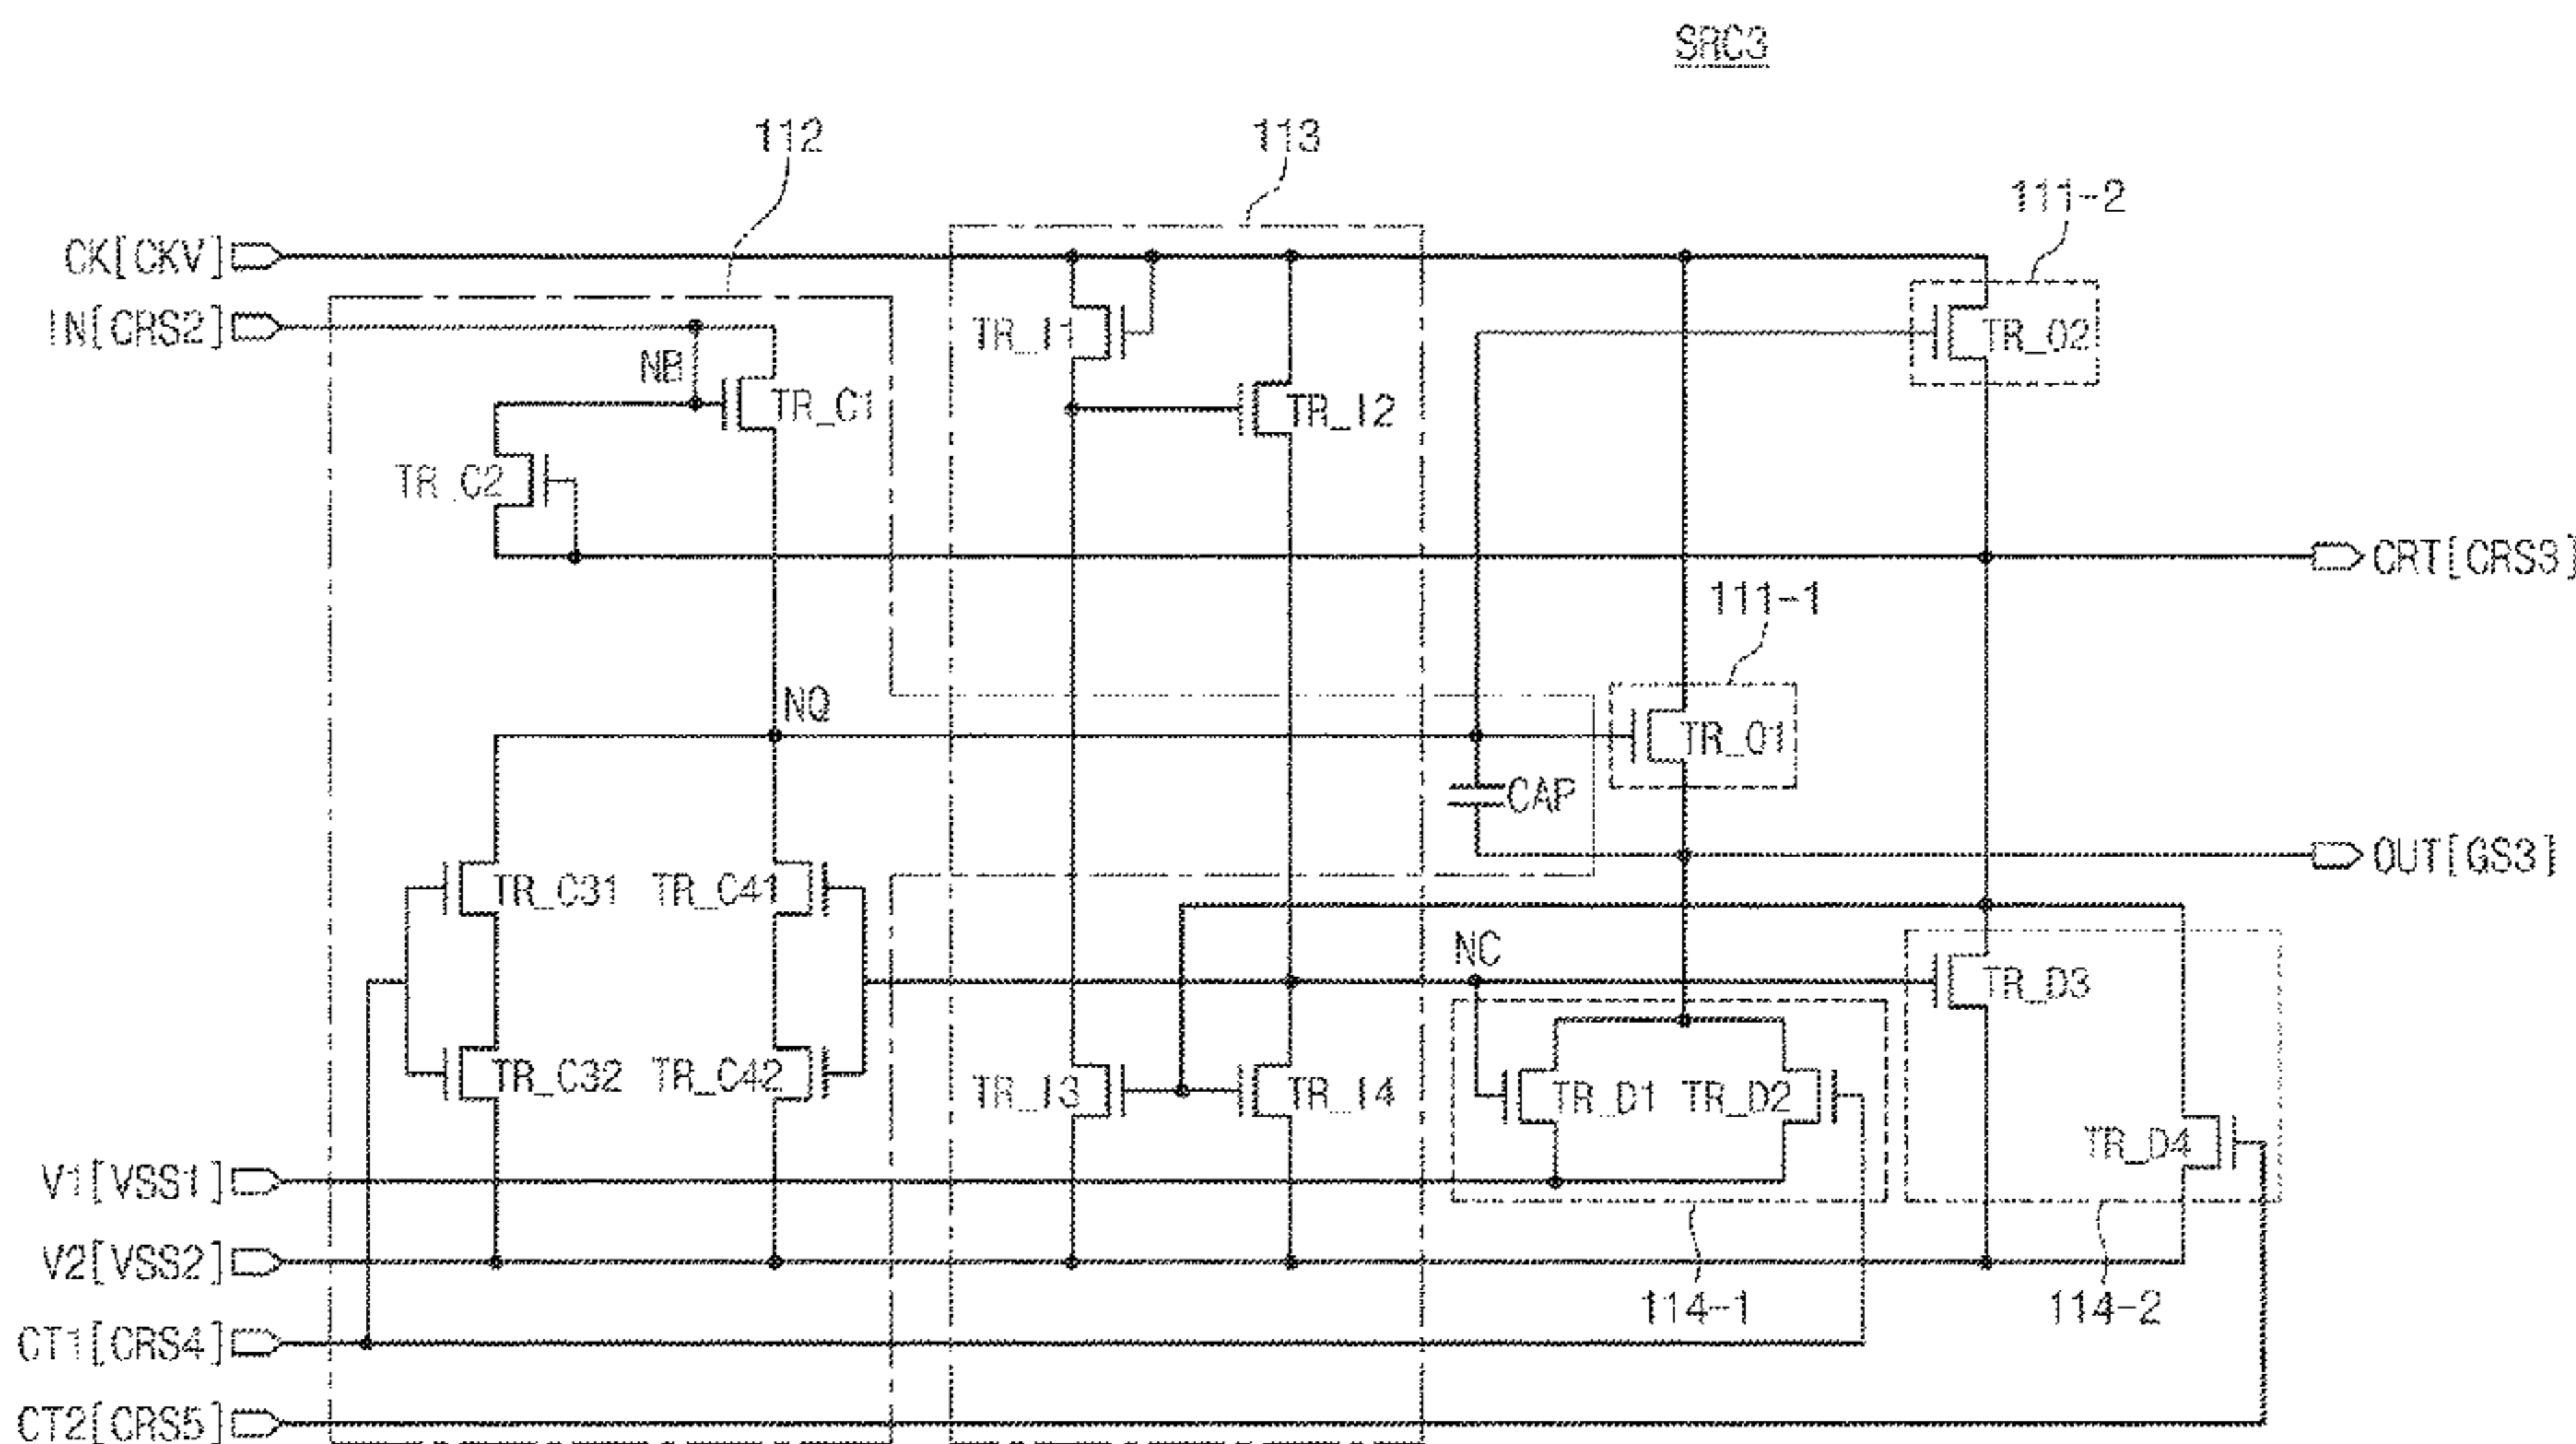 SRC3
112
113
111-2
CK[CKV]
IN[CRS2]
TR_I1
TR_O2
NB
TR_C1
TR_I2
TR_C2
CRT[CRS3]
111-1
NQ
TR_O1
CAP
OUT[GS3]
TR_C31
TR_C41
NC
TR_D3
TR_C32
TR_C42
TR_I3
TR_I4
TR_D1
TR_D2
TR_D4
V1[VSS1]
V2[VSS2]
114-1
114-2
CT1[CRS4]
CT2[CRS5]